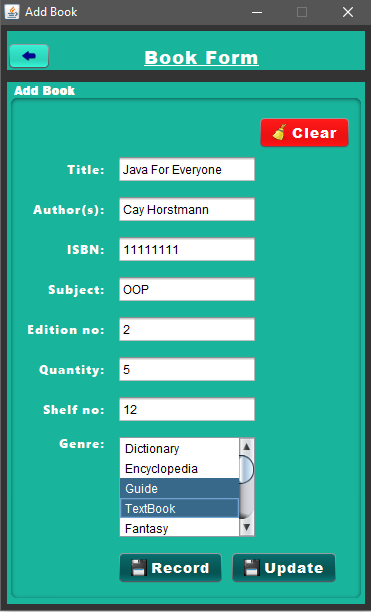 Add Book
Book Form
Add Book
Clear
Title: Java For Everyone
Author(s): Cay Horstmann
ISBN: 11111111
Subject: OOP
Edition no: 2
Quantity: 5
Shelf no: 12
Genre: Dictionary
Encyclopedia
Guide
TextBook
Fantasy
Record Update